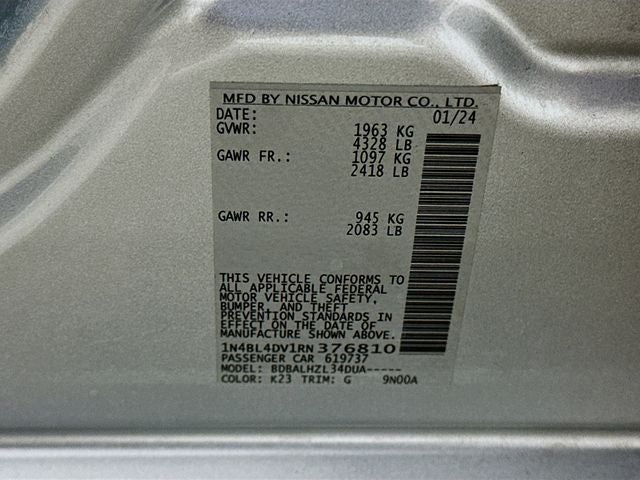 MFD BY NISSAN MOTOR CO., LTD.
DATE: 01/24
GVWR: 1963 KG
4328 LB
GAWR FR.: 1097 KG
2418 LB
GAWR RR.: 945 KG
2083 LB
THIS VEHICLE CONFORMS TO
ALL APPLICABLE FEDERAL
MOTOR VEHICLE SAFETY,
BUMPER, AND THEFT
PREVENTION STANDARDS IN
EFFECT ON THE DATE OF
MANUFACTURE SHOWN ABOVE.
1N4BL4DV1RN376810
PASSENGER CAR 619737
MODEL: BDBALHZL34DUA-----
COLOR: K23 TRIM: G 9N00A